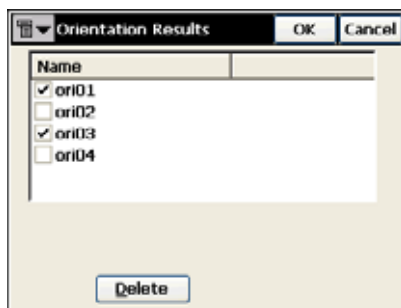 Orientation Results OK Cancel
Name
ori01
ori02
ori03
ori04
Delete